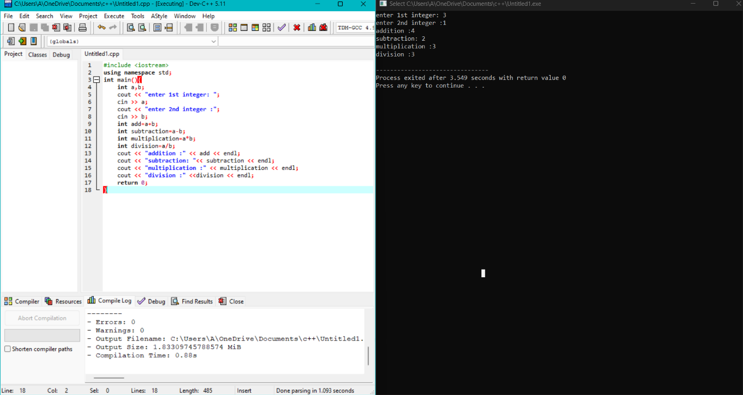 C:\Users\A\OneDrive\Documents\c++\Untitled1.cpp - [Executing] - Dev-C++ 5.11
File Edit Search View Project Execute Tools AStyle Window Help
TDM-GCC 4.
(globals)
Project Classes Debug
Untitled1.cpp
1 #include <iostream>
2 using namespace std;
3 int main(){
4 int a,b;
5 cout << "enter 1st integer: ";
6 cin >> a;
7 cout << "enter 2nd integer :";
8 cin >> b;
9 int add=a+b;
10 int subtraction=a-b;
11 int multiplication=a*b;
12 int division=a/b;
13 cout << "addition :" << add << endl;
14 cout << "subtraction: "<< subtraction << endl;
15 cout << "multiplication :" << multiplication << endl;
16 cout << "division :" <<division << endl;
17 return 0;
18 }
Compiler Resources Compile Log Debug Find Results Close
Abort Compilation
Shorten compiler paths
--------
- Errors: 0
- Warnings: 0
- Output Filename: C:\Users\A\OneDrive\Documents\c++\Untitled1.
- Output Size: 1.83309745788574 MiB
- Compilation Time: 0.88s
Line: 18 Col: 2 Sel: 0 Lines: 18 Length: 485 Insert Done parsing in 1.093 seconds
Select C:\Users\A\OneDrive\Documents\c++\Untitled1.exe
enter 1st integer: 3
enter 2nd integer :1
addition :4
subtraction: 2
multiplication :3
division :3
--------------------------------
Process exited after 3.549 seconds with return value 0
Press any key to continue . . .